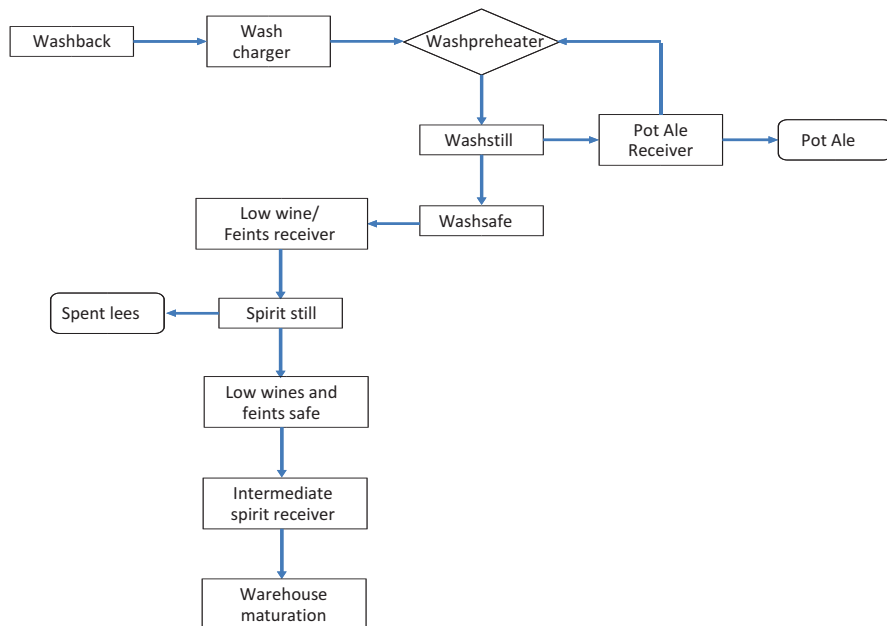 Washback
Wash
charger
Washpreheater
Washstill
Pot Ale
Receiver
Pot Ale
Low wine/
Feints receiver
Washsafe
Spent lees
Spirit still
Low wines and
feints safe
Intermediate
spirit receiver
Warehouse
maturation